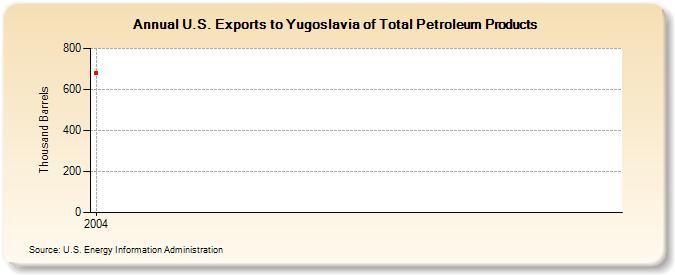 Annual U.S. Exports to Yugoslavia of Total Petroleum Products
Thousand Barrels
800
600
400
200
0
2004
Source: U.S. Energy Information Administration